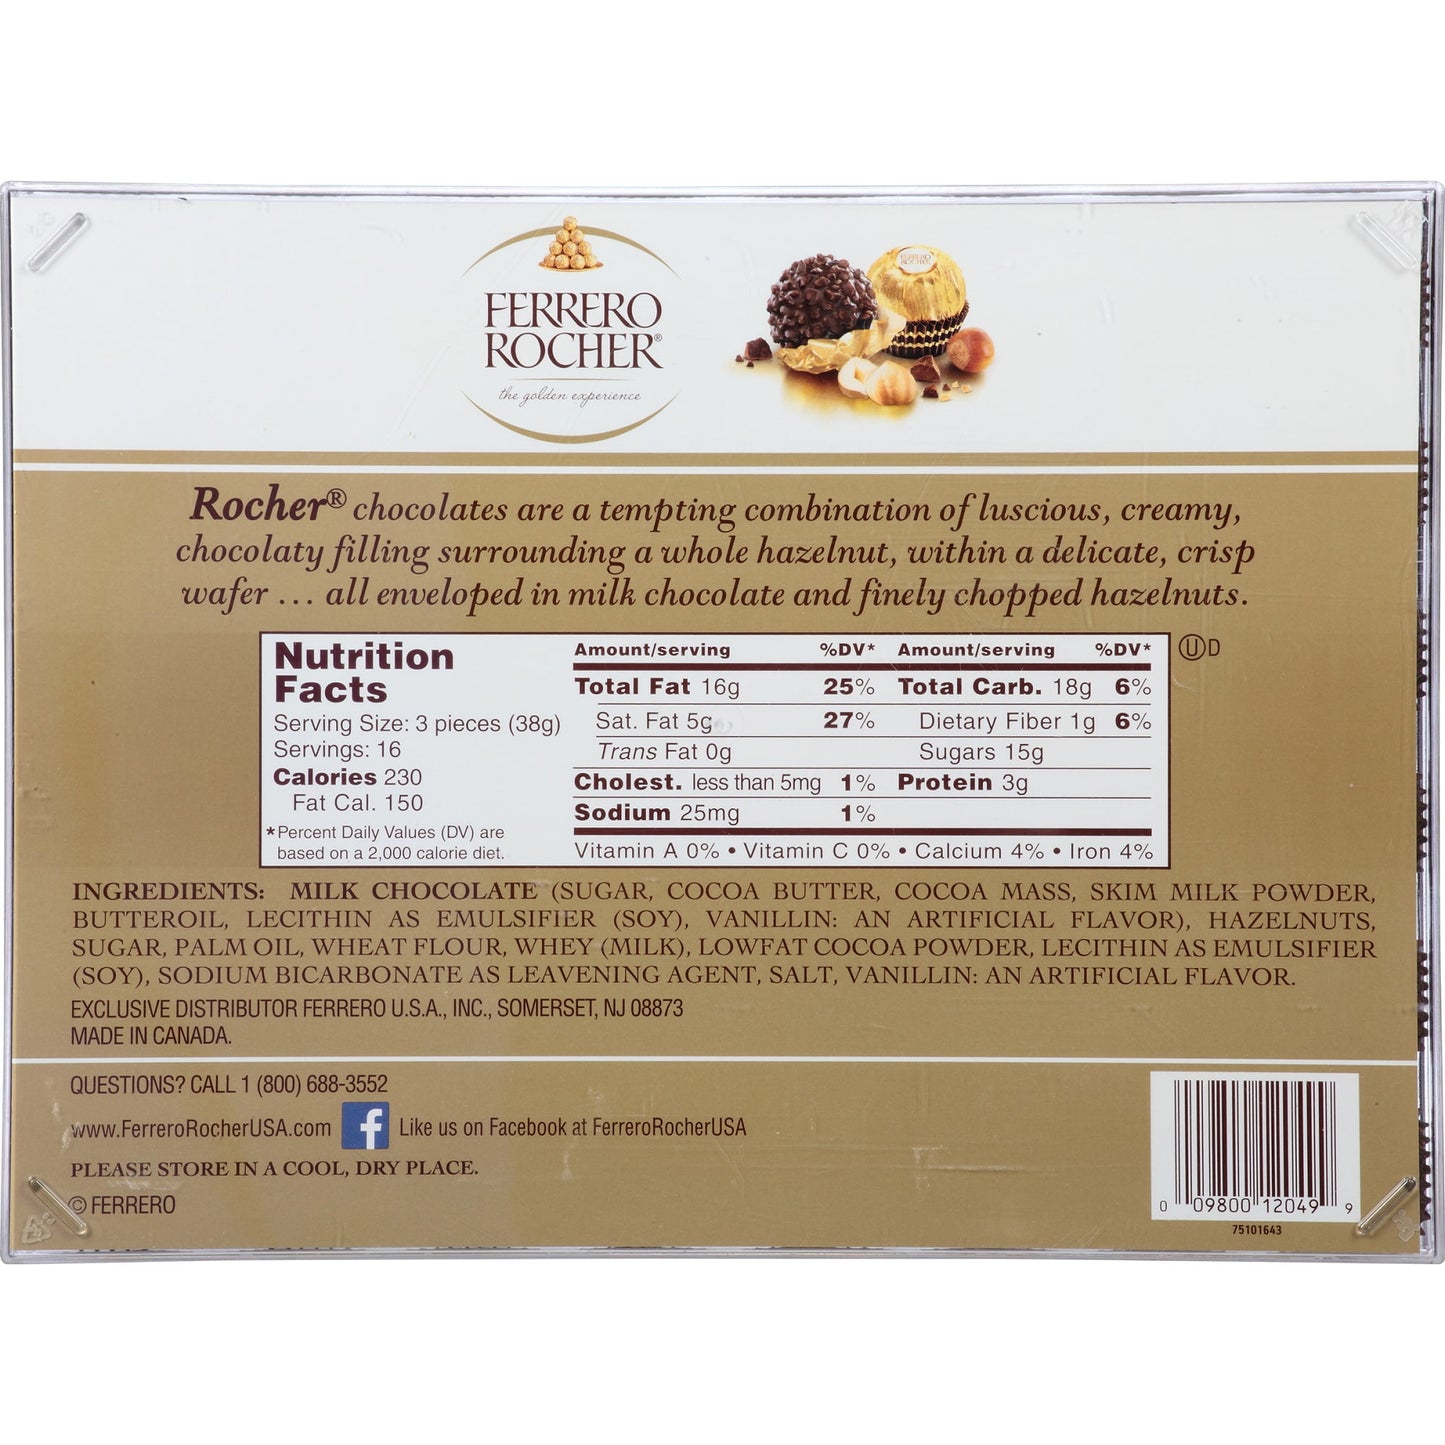 FERRERO
ROCHER®
the golden experience
FERRERO
ROCHER
Rocher® chocolates are a tempting combination of luscious, creamy,
chocolaty filling surrounding a whole hazelnut, within a delicate, crisp
wafer ... all enveloped in milk chocolate and finely chopped hazelnuts.
Nutrition
Facts
Serving Size: 3 pieces (38g)
Servings: 16
Calories 230
Fat Cal. 150
*Percent Daily Values (DV) are
based on a 2,000 calorie diet.
Amount/serving %DV* Amount/serving %DV*
Total Fat 16g 25% Total Carb. 18g 6%
Sat. Fat 5g 27% Dietary Fiber 1g 6%
Trans Fat 0g Sugars 15g
Cholest. less than 5mg 1% Protein 3g
Sodium 25mg 1%
Vitamin A 0% • Vitamin C 0% • Calcium 4% • Iron 4%
U D
INGREDIENTS: MILK CHOCOLATE (SUGAR, COCOA BUTTER, COCOA MASS, SKIM MILK POWDER,
BUTTEROIL, LECITHIN AS EMULSIFIER (SOY), VANILLIN: AN ARTIFICIAL FLAVOR), HAZELNUTS,
SUGAR, PALM OIL, WHEAT FLOUR, WHEY (MILK), LOWFAT COCOA POWDER, LECITHIN AS EMULSIFIER
(SOY), SODIUM BICARBONATE AS LEAVENING AGENT, SALT, VANILLIN: AN ARTIFICIAL FLAVOR.
EXCLUSIVE DISTRIBUTOR FERRERO U.S.A., INC., SOMERSET, NJ 08873
MADE IN CANADA.
QUESTIONS? CALL 1 (800) 688-3552
www.FerreroRocherUSA.com f Like us on Facebook at FerreroRocherUSA
PLEASE STORE IN A COOL, DRY PLACE.
© FERRERO
0 09800 12049 9
75101643